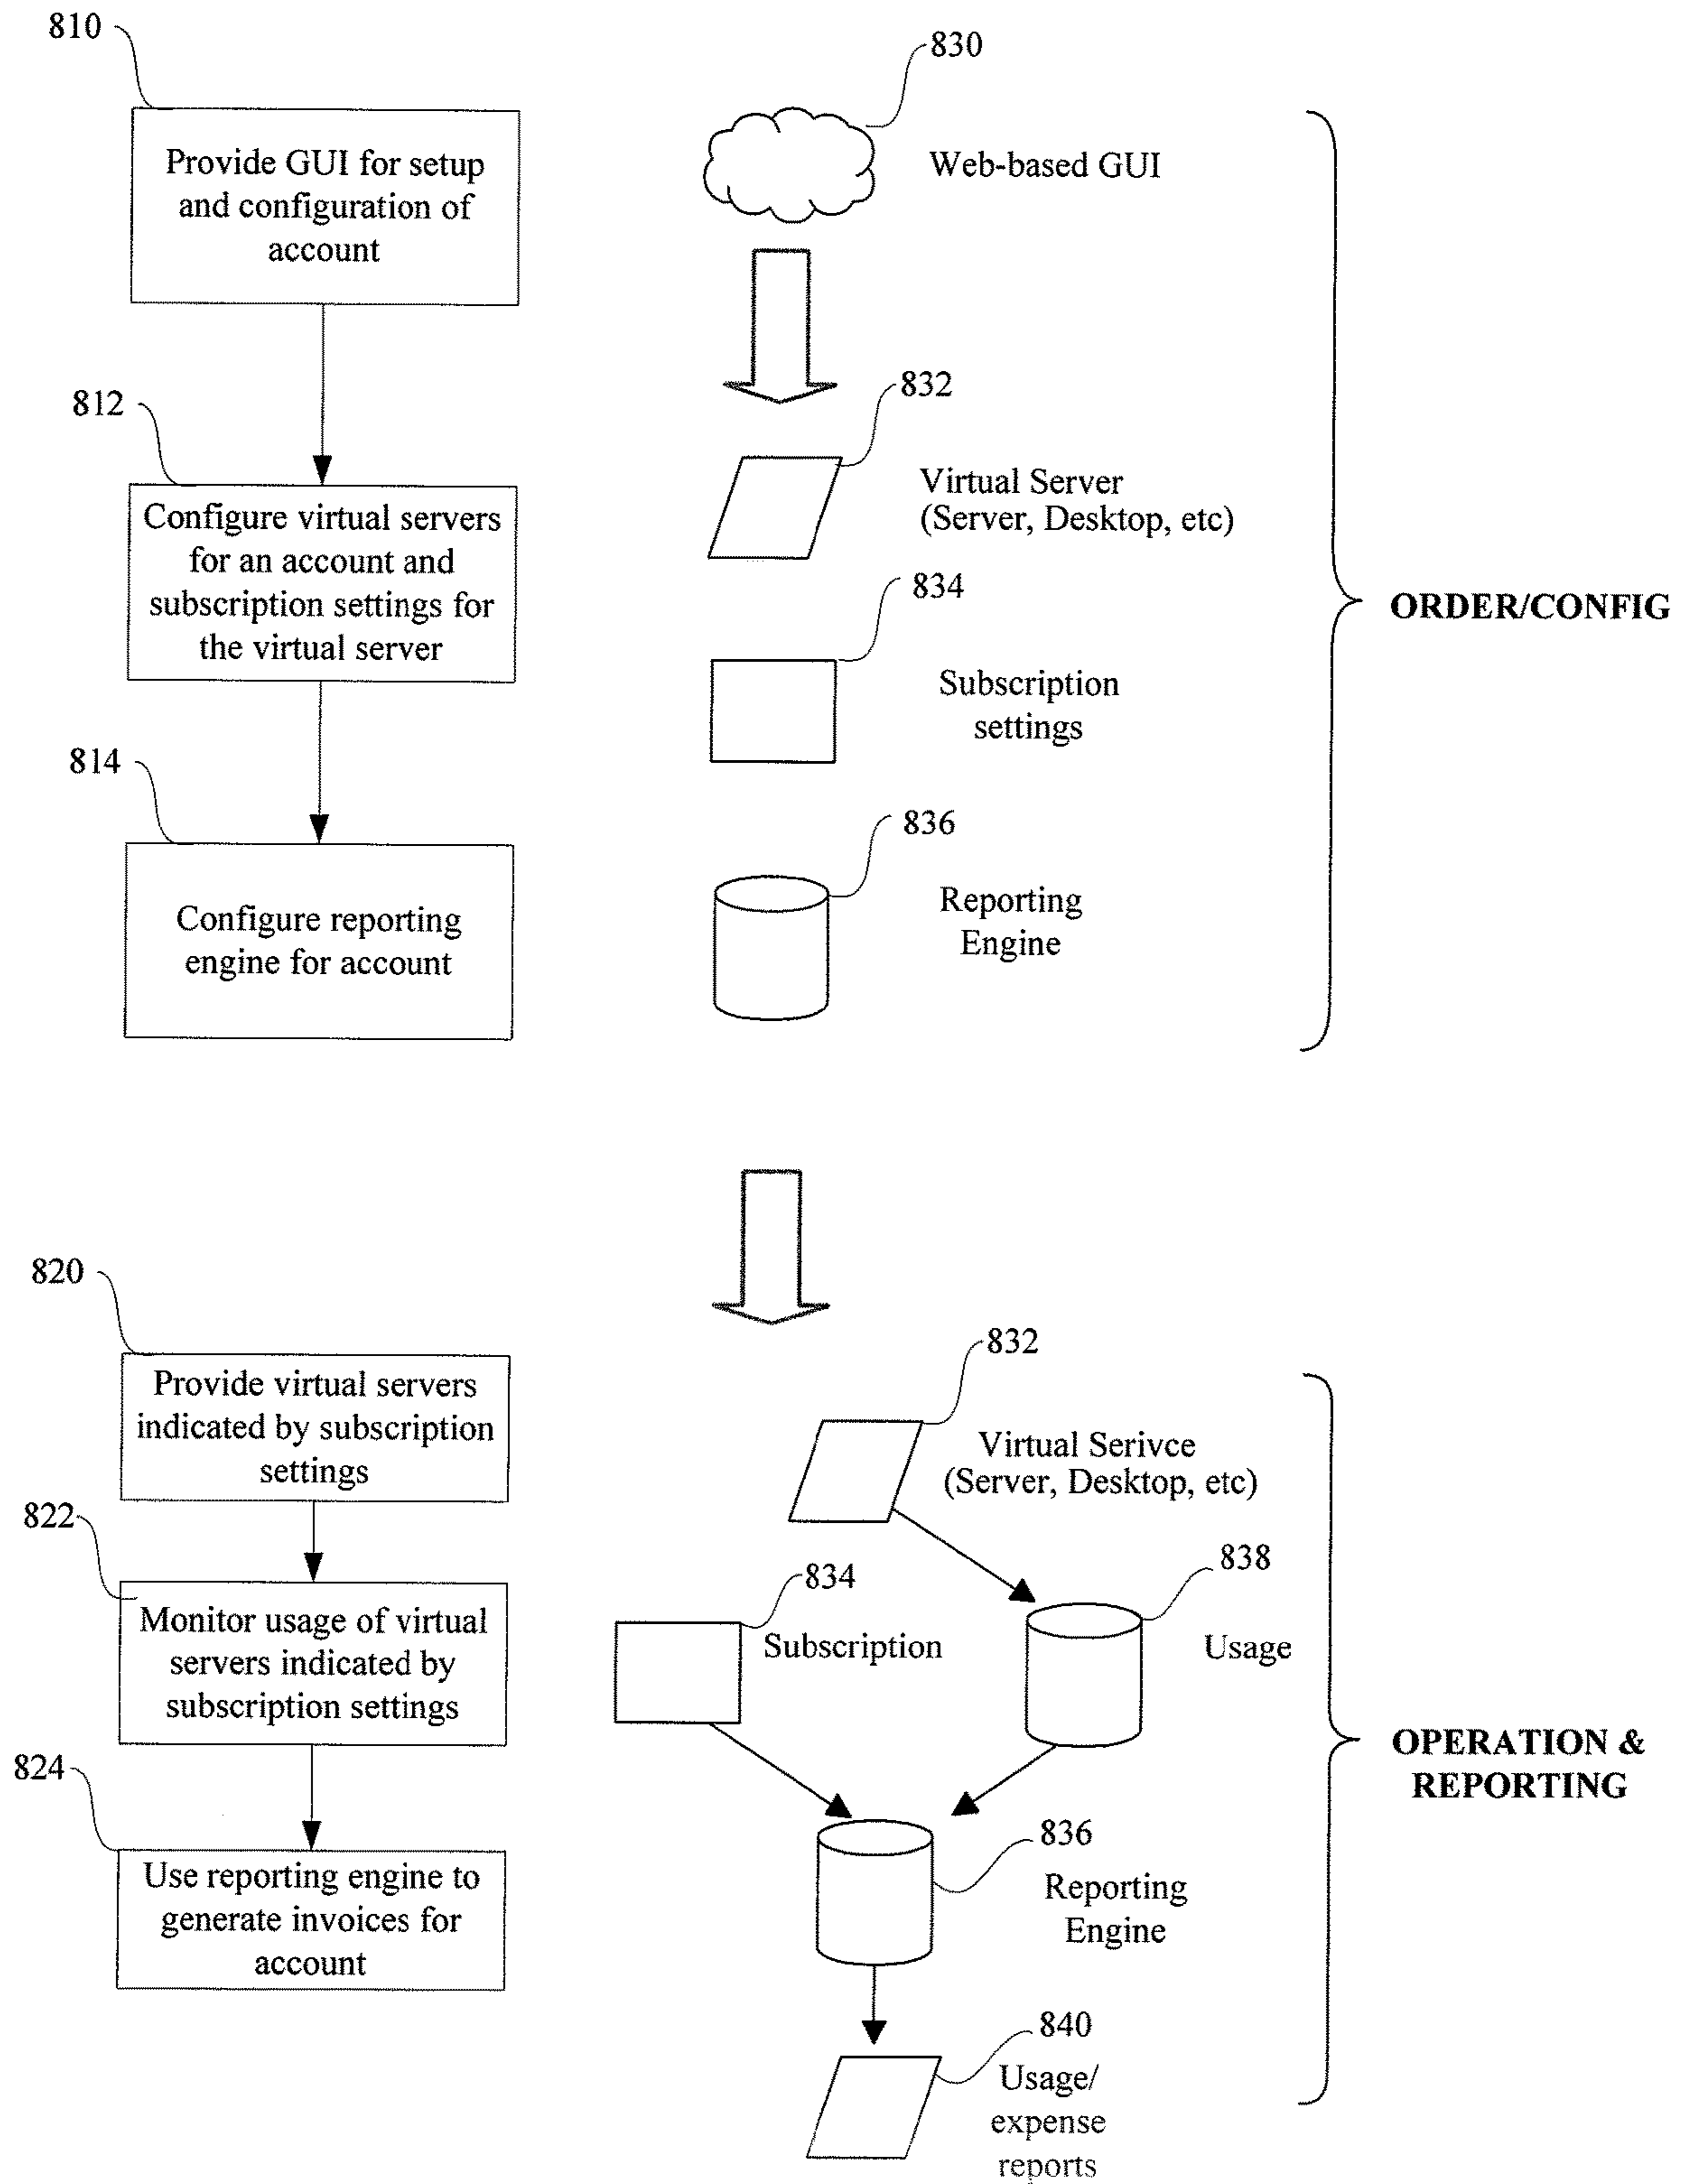 810
830
Provide GUI for setup
and configuration of
account
Web-based GUI
812
832
Configure virtual servers
for an account and
subscription settings for
the virtual server
Virtual Server
(Server, Desktop, etc)
834
Subscription
settings
ORDER/CONFIG
814
836
Configure reporting
engine for account
Reporting
Engine
820
832
Provide virtual servers
indicated by subscription
settings
Virtual Serivce
(Server, Desktop, etc)
822
834
838
Monitor usage of virtual
servers indicated by
subscription settings
Subscription
Usage
OPERATION &
REPORTING
824
836
Use reporting engine to
generate invoices for
account
Reporting
Engine
840
Usage/
expense
reports